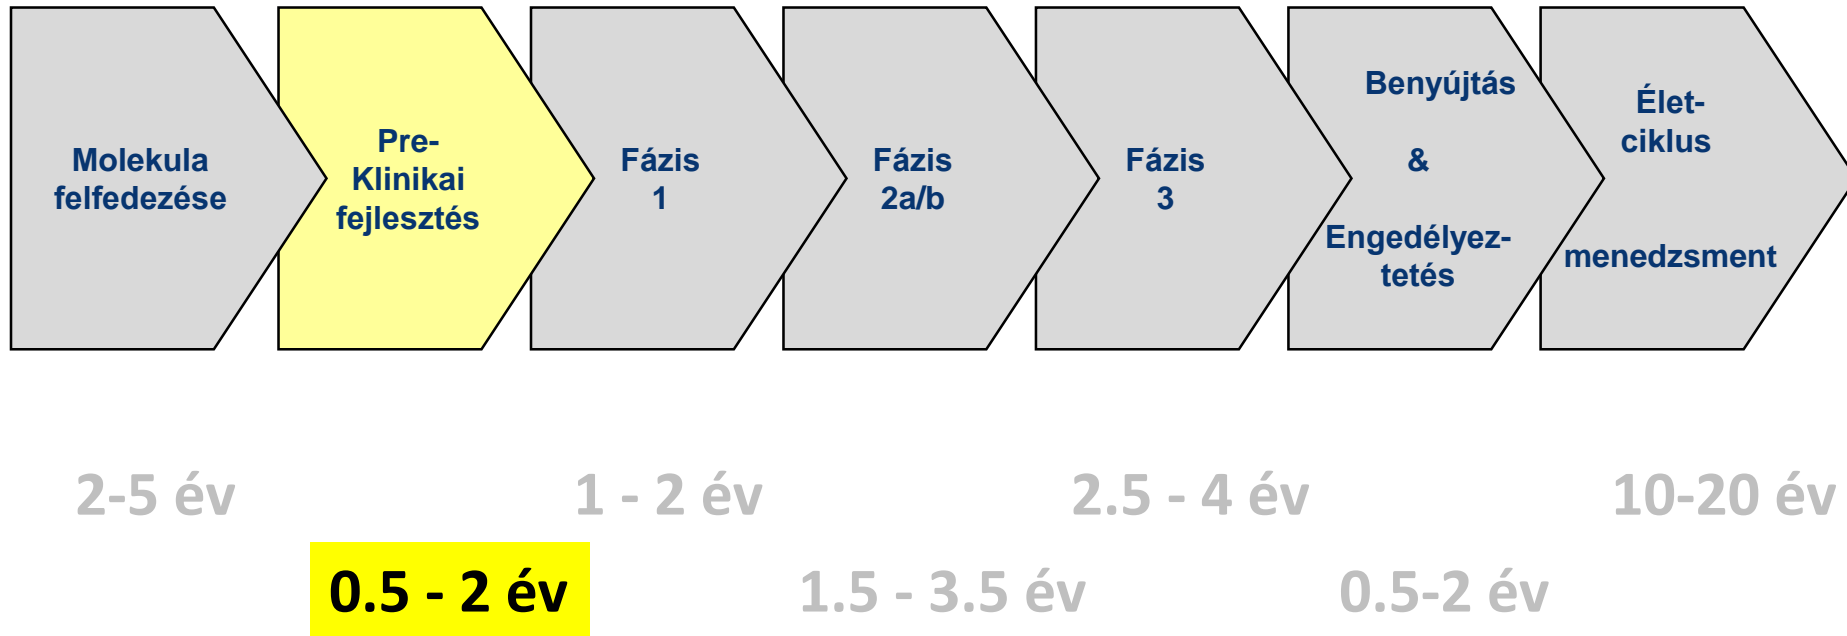 Molekula
felfedezése
Pre-
Klinikai
fejlesztés
Fázis
1
Fázis
2a/b
Fázis
3
Benyújtás
&
Engedélyez-
tetés
Élet-
ciklus
menedzsment
2-5 év
1 - 2 év
2.5 - 4 év
10-20 év
0.5 - 2 év
1.5 - 3.5 év
0.5-2 év